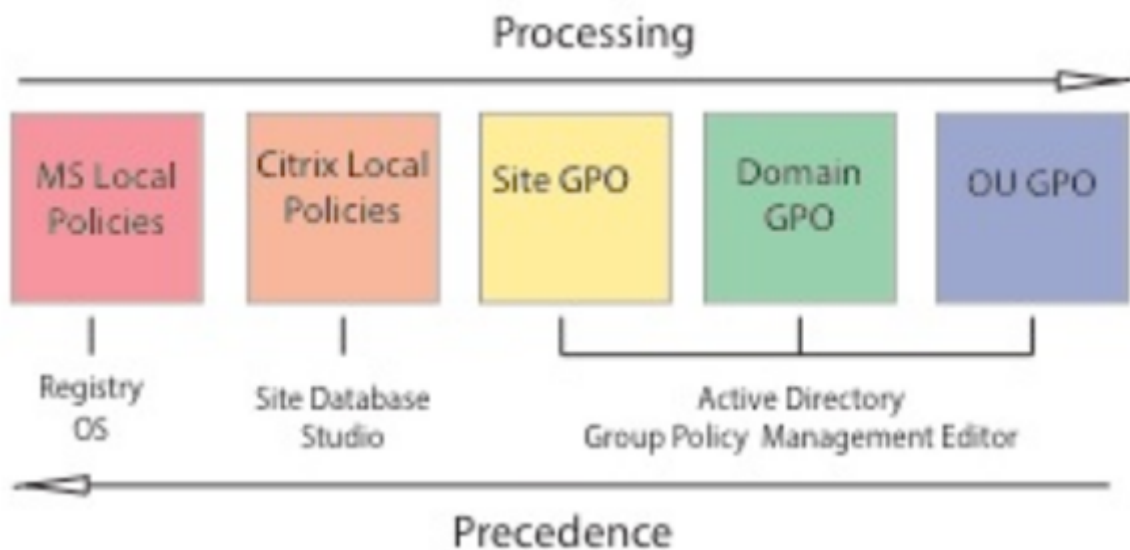 Processing
MS Local
Policies
Citrix Local
Policies
Site GPO
Domain
GPO
OU GPO
Registry
OS
Site Database
Studio
Active Directory
Group Policy Management Editor
Precedence